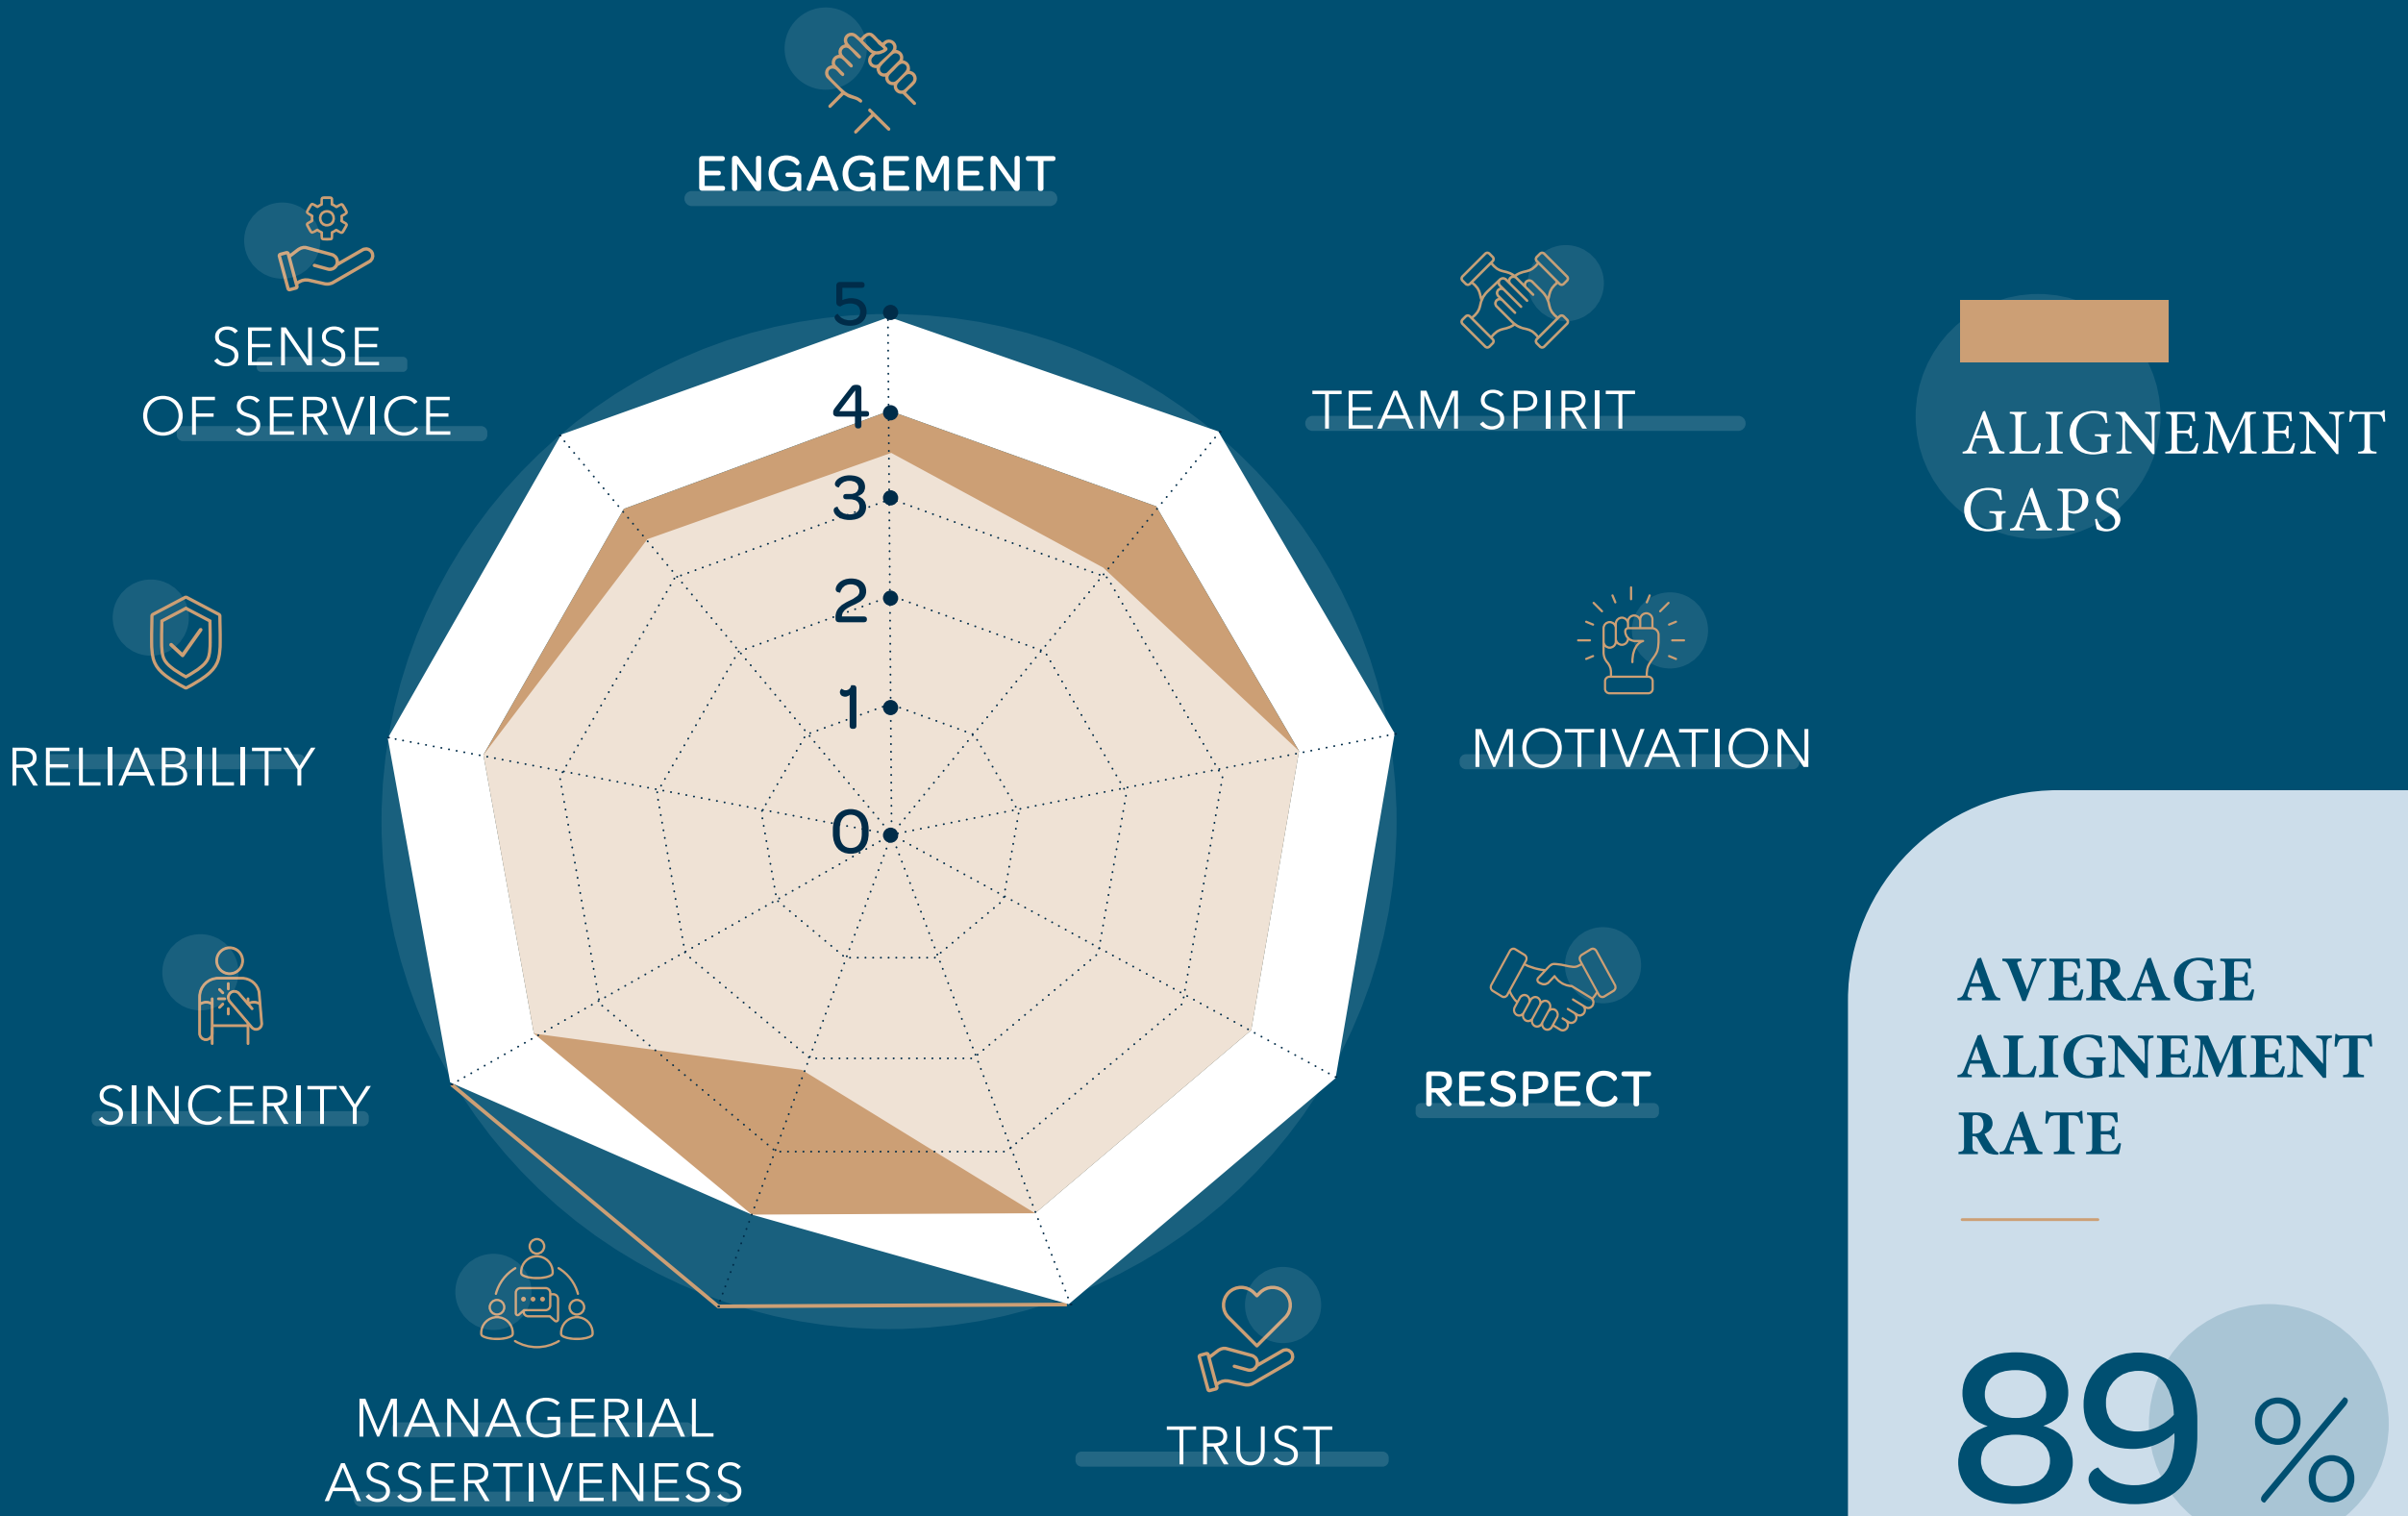 ENGAGEMENT
SENSE
OF SERVICE
TEAM SPIRIT
RELIABILITY
MOTIVATION
SINCERITY
RESPECT
MANAGERIAL
ASSERTIVENESS
TRUST
5
4
3
2
1
0
ALIGNEMENT
GAPS
AVERAGE
ALIGNEMENT
RATE
89 %